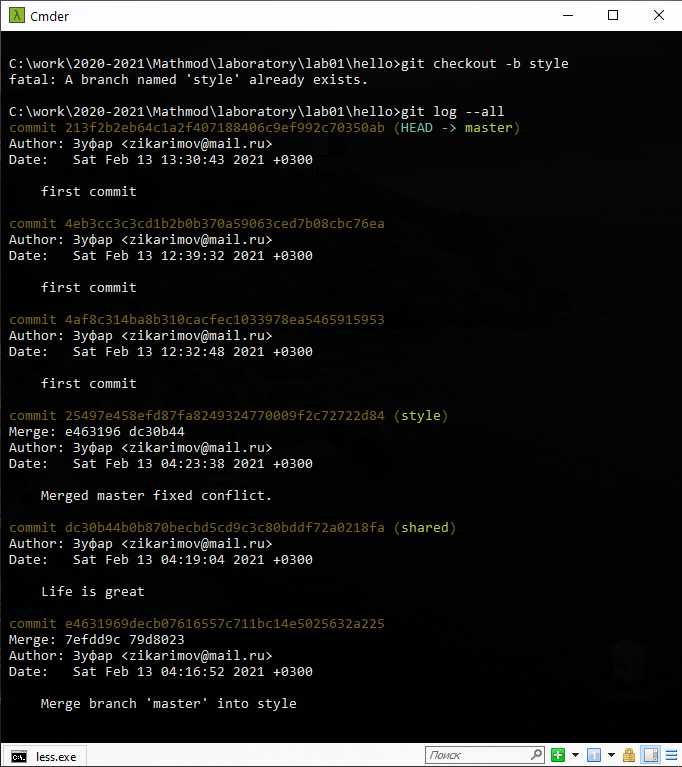 Cmder
C:\work\2020-2021\Mathmod\laboratory\lab01\hello>git checkout -b style
fatal: A branch named 'style' already exists.
C:\work\2020-2021\Mathmod\laboratory\lab01\hello>git log --all
commit 213f2b2eb64c1a2f407188406c9ef992c70350ab (HEAD -> master)
Author: Зуфар <zikarimov@mail.ru>
Date:   Sat Feb 13 13:30:43 2021 +0300
first commit
commit 4eb3cc3c3cd1b2b0b370a59063ced7b08cbc76ea
Author: Зуфар <zikarimov@mail.ru>
Date:   Sat Feb 13 12:39:32 2021 +0300
first commit
commit 4af8c314ba8b310cacfec1033978ea5465915953
Author: Зуфар <zikarimov@mail.ru>
Date:   Sat Feb 13 12:32:48 2021 +0300
first commit
commit 25497e458efd87fa8249324770009f2c72722d84 (style)
Merge: e463196 dc30b44
Author: Зуфар <zikarimov@mail.ru>
Date:   Sat Feb 13 04:23:38 2021 +0300
Merged master fixed conflict.
commit dc30b44b0b870becbd5cd9c3c80bddf72a0218fa (shared)
Author: Зуфар <zikarimov@mail.ru>
Date:   Sat Feb 13 04:19:04 2021 +0300
Life is great
commit e4631969decb07616557c711bc14e5025632a225
Merge: 7efdd9c 79d8023
Author: Зуфар <zikarimov@mail.ru>
Date:   Sat Feb 13 04:16:52 2021 +0300
Merge branch 'master' into style
less.exe
Поиск